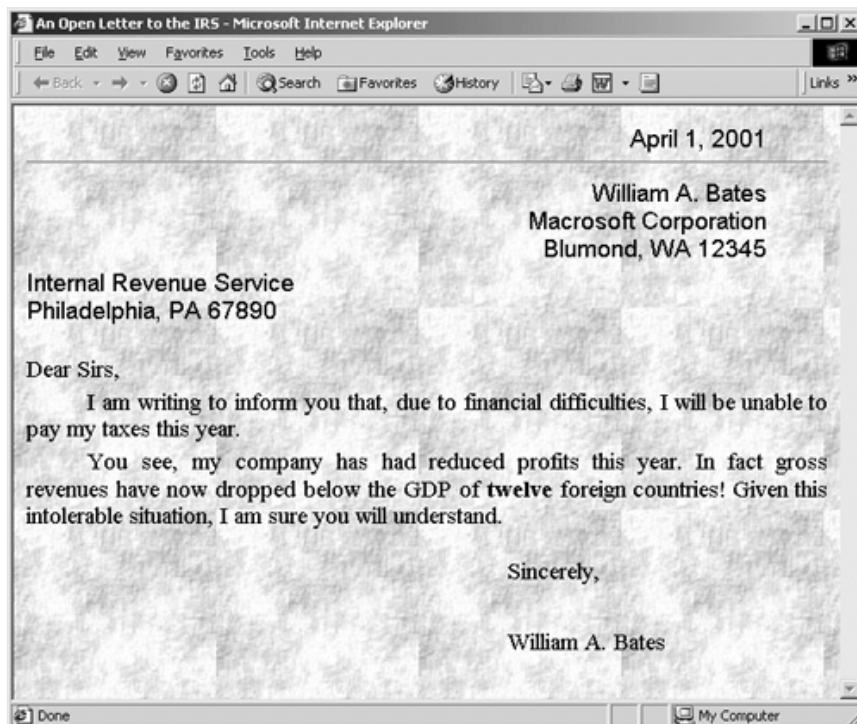 An Open Letter to the IRS - Microsoft Internet Explorer
File Edit View Favorites Tools Help
Back Search Favorites History W Links »
April 1, 2001
William A. Bates
Macrosoft Corporation
Blumond, WA 12345
Internal Revenue Service
Philadelphia, PA 67890
Dear Sirs,
I am writing to inform you that, due to financial difficulties, I will be unable to
pay my taxes this year.
You see, my company has had reduced profits this year. In fact gross
revenues have now dropped below the GDP of twelve foreign countries! Given this
intolerable situation, I am sure you will understand.
Sincerely,
William A. Bates
Done My Computer